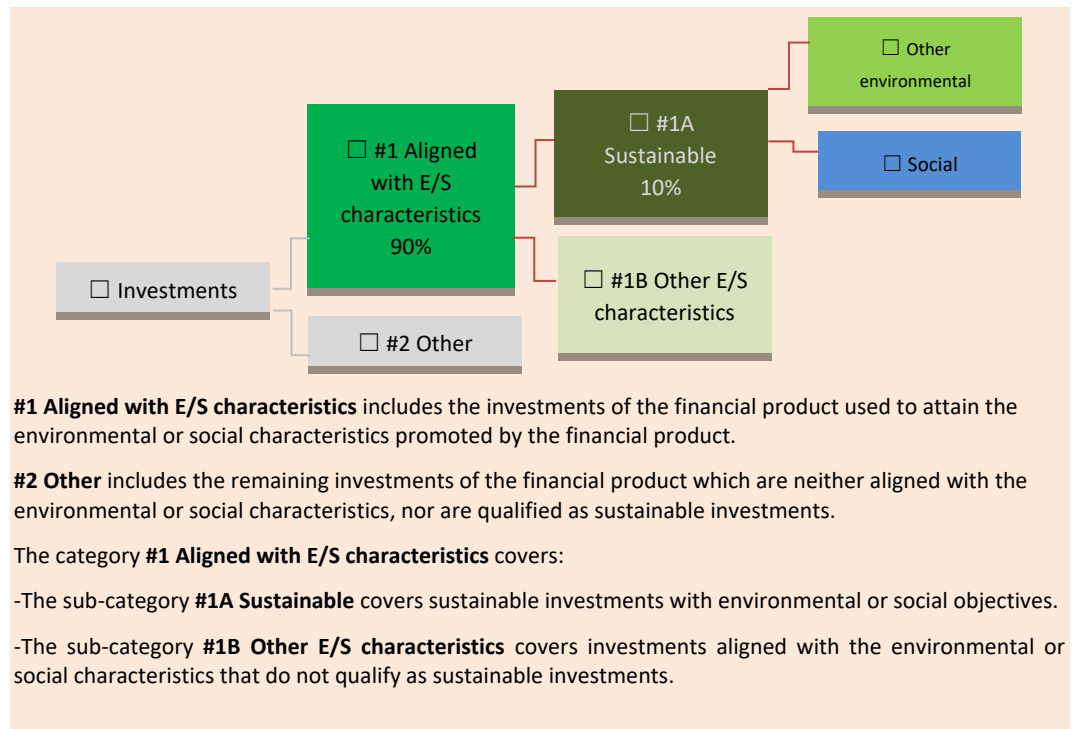 ☐ Other
environmental
☐ #1A
Sustainable
10%
☐ #1 Aligned
with E/S
characteristics
90%
☐ Social
☐ Investments
☐ #1B Other E/S
characteristics
☐ #2 Other
#1 Aligned with E/S characteristics includes the investments of the financial product used to attain the
environmental or social characteristics promoted by the financial product.
#2 Other includes the remaining investments of the financial product which are neither aligned with the
environmental or social characteristics, nor are qualified as sustainable investments.
The category #1 Aligned with E/S characteristics covers:
-The sub-category #1A Sustainable covers sustainable investments with environmental or social objectives.
-The sub-category #1B Other E/S characteristics covers investments aligned with the environmental or
social characteristics that do not qualify as sustainable investments.